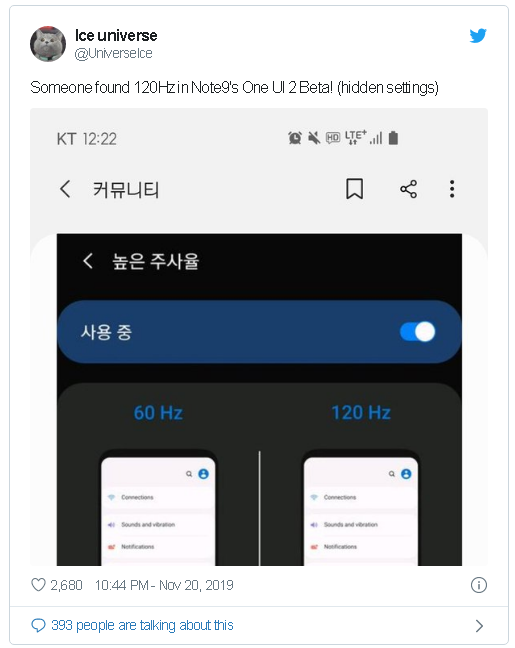 Ice universe
@UniverseIce
Someone found 120Hz in Note9's One UI 2 Beta! (hidden settings)
KT 12:22
HD LTE+
커뮤니티
높은 주사율
사용 중
60 Hz 120 Hz
Connections Connections
Sounds and vibration Sounds and vibration
Notifications Notifications
2,680 10:44 PM - Nov 20, 2019
393 people are talking about this